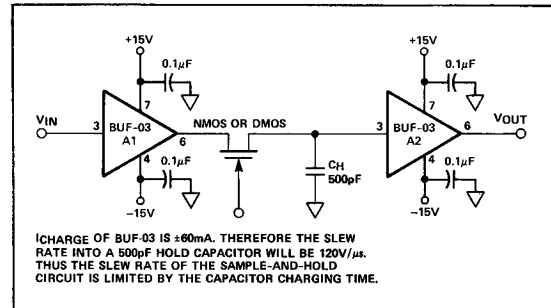 +15V
+15V
0.1μF
0.1μF
VIN
7
7
VOUT
3
BUF-03
A1
6
NMOS OR DMOS
3
BUF-03
A2
6
4
0.1μF
CH
500pF
4
0.1μF
-15V
-15V
ICHARGE OF BUF-03 IS ±60mA. THEREFORE THE SLEW
RATE INTO A 500pF HOLD CAPACITOR WILL BE 120V/μs.
THUS THE SLEW RATE OF THE SAMPLE-AND-HOLD
CIRCUIT IS LIMITED BY THE CAPACITOR CHARGING TIME.